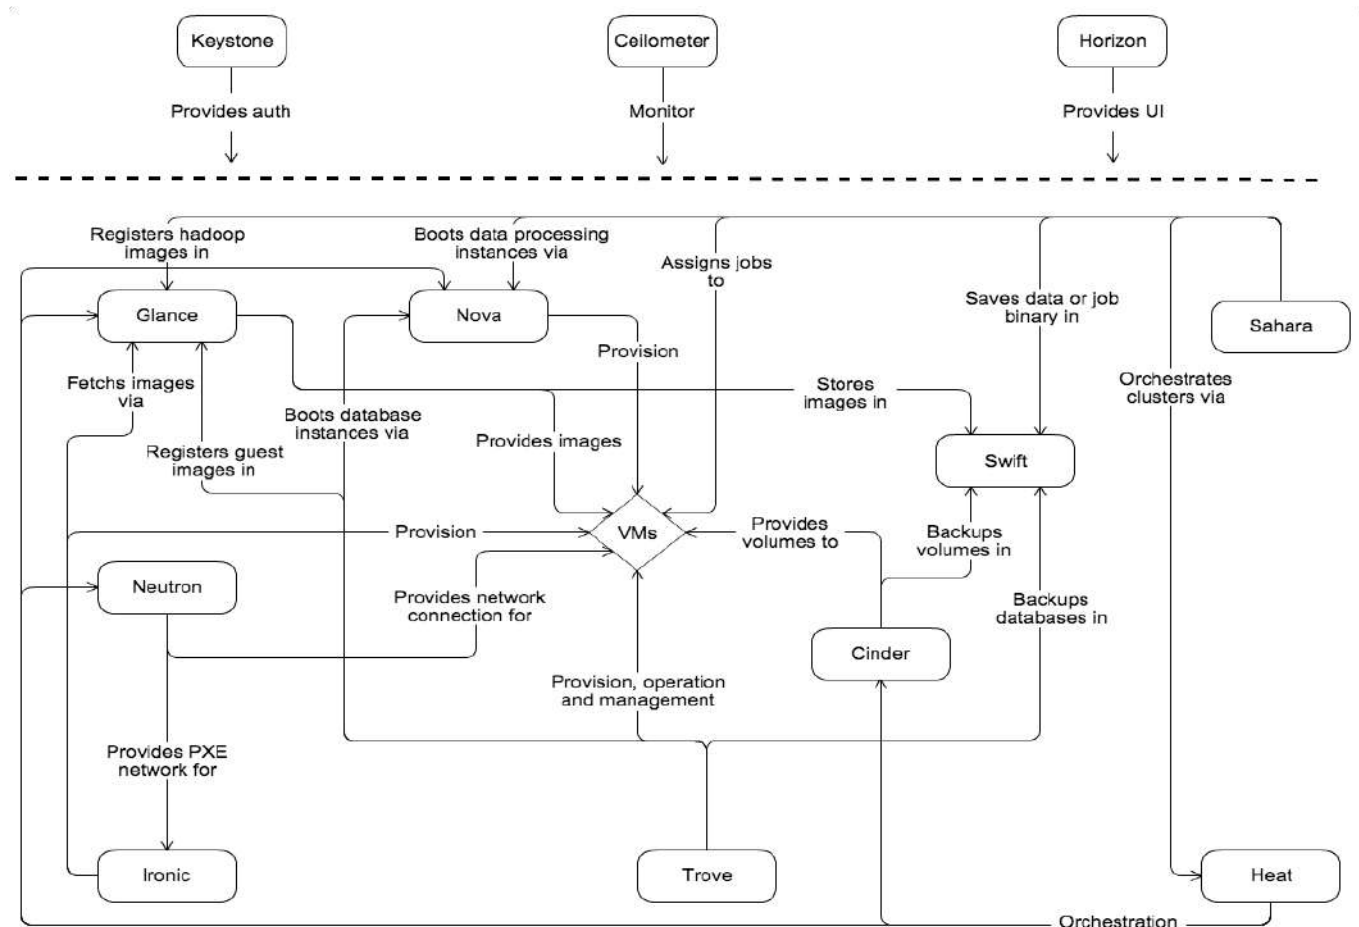 Keystone
Ceilometer
Horizon
Provides auth
Monitor
Provides UI
Registers hadoop
images in
Boots data processing
instances via
Assigns jobs
to
Saves data or job
binary in
Glance
Nova
Sahara
Provision
Fetchs images
via
Stores
images in
Orchestrates
clusters via
Boots database
instances via
Registers guest
images in
Provides images
Swift
Provision
VMs
Provides
volumes to
Backups
volumes in
Neutron
Provides network
connection for
Backups
databases in
Cinder
Provision, operation
and management
Provides PXE
network for
Ironic
Trove
Heat
Orchestration